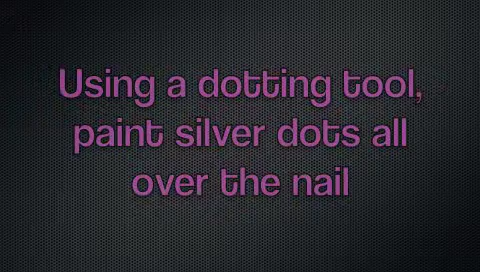 Using a dotting tool,
paint silver dots all
over the nail